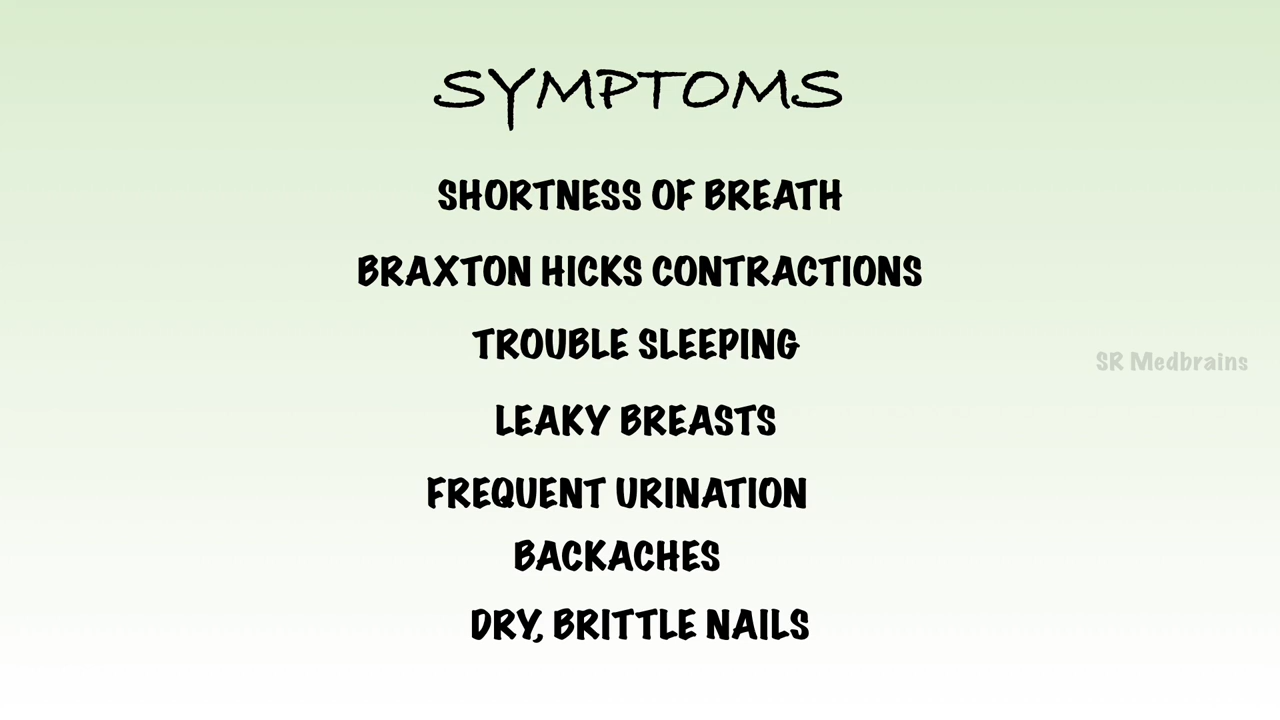 SYMPTOMS
SHORTNESS OF BREATH
BRAXTON HICKS CONTRACTIONS
TROUBLE SLEEPING
SR Medbrains
LEAKY BREASTS
FREQUENT URINATION
BACKACHES
DRY, BRITTLE NAILS